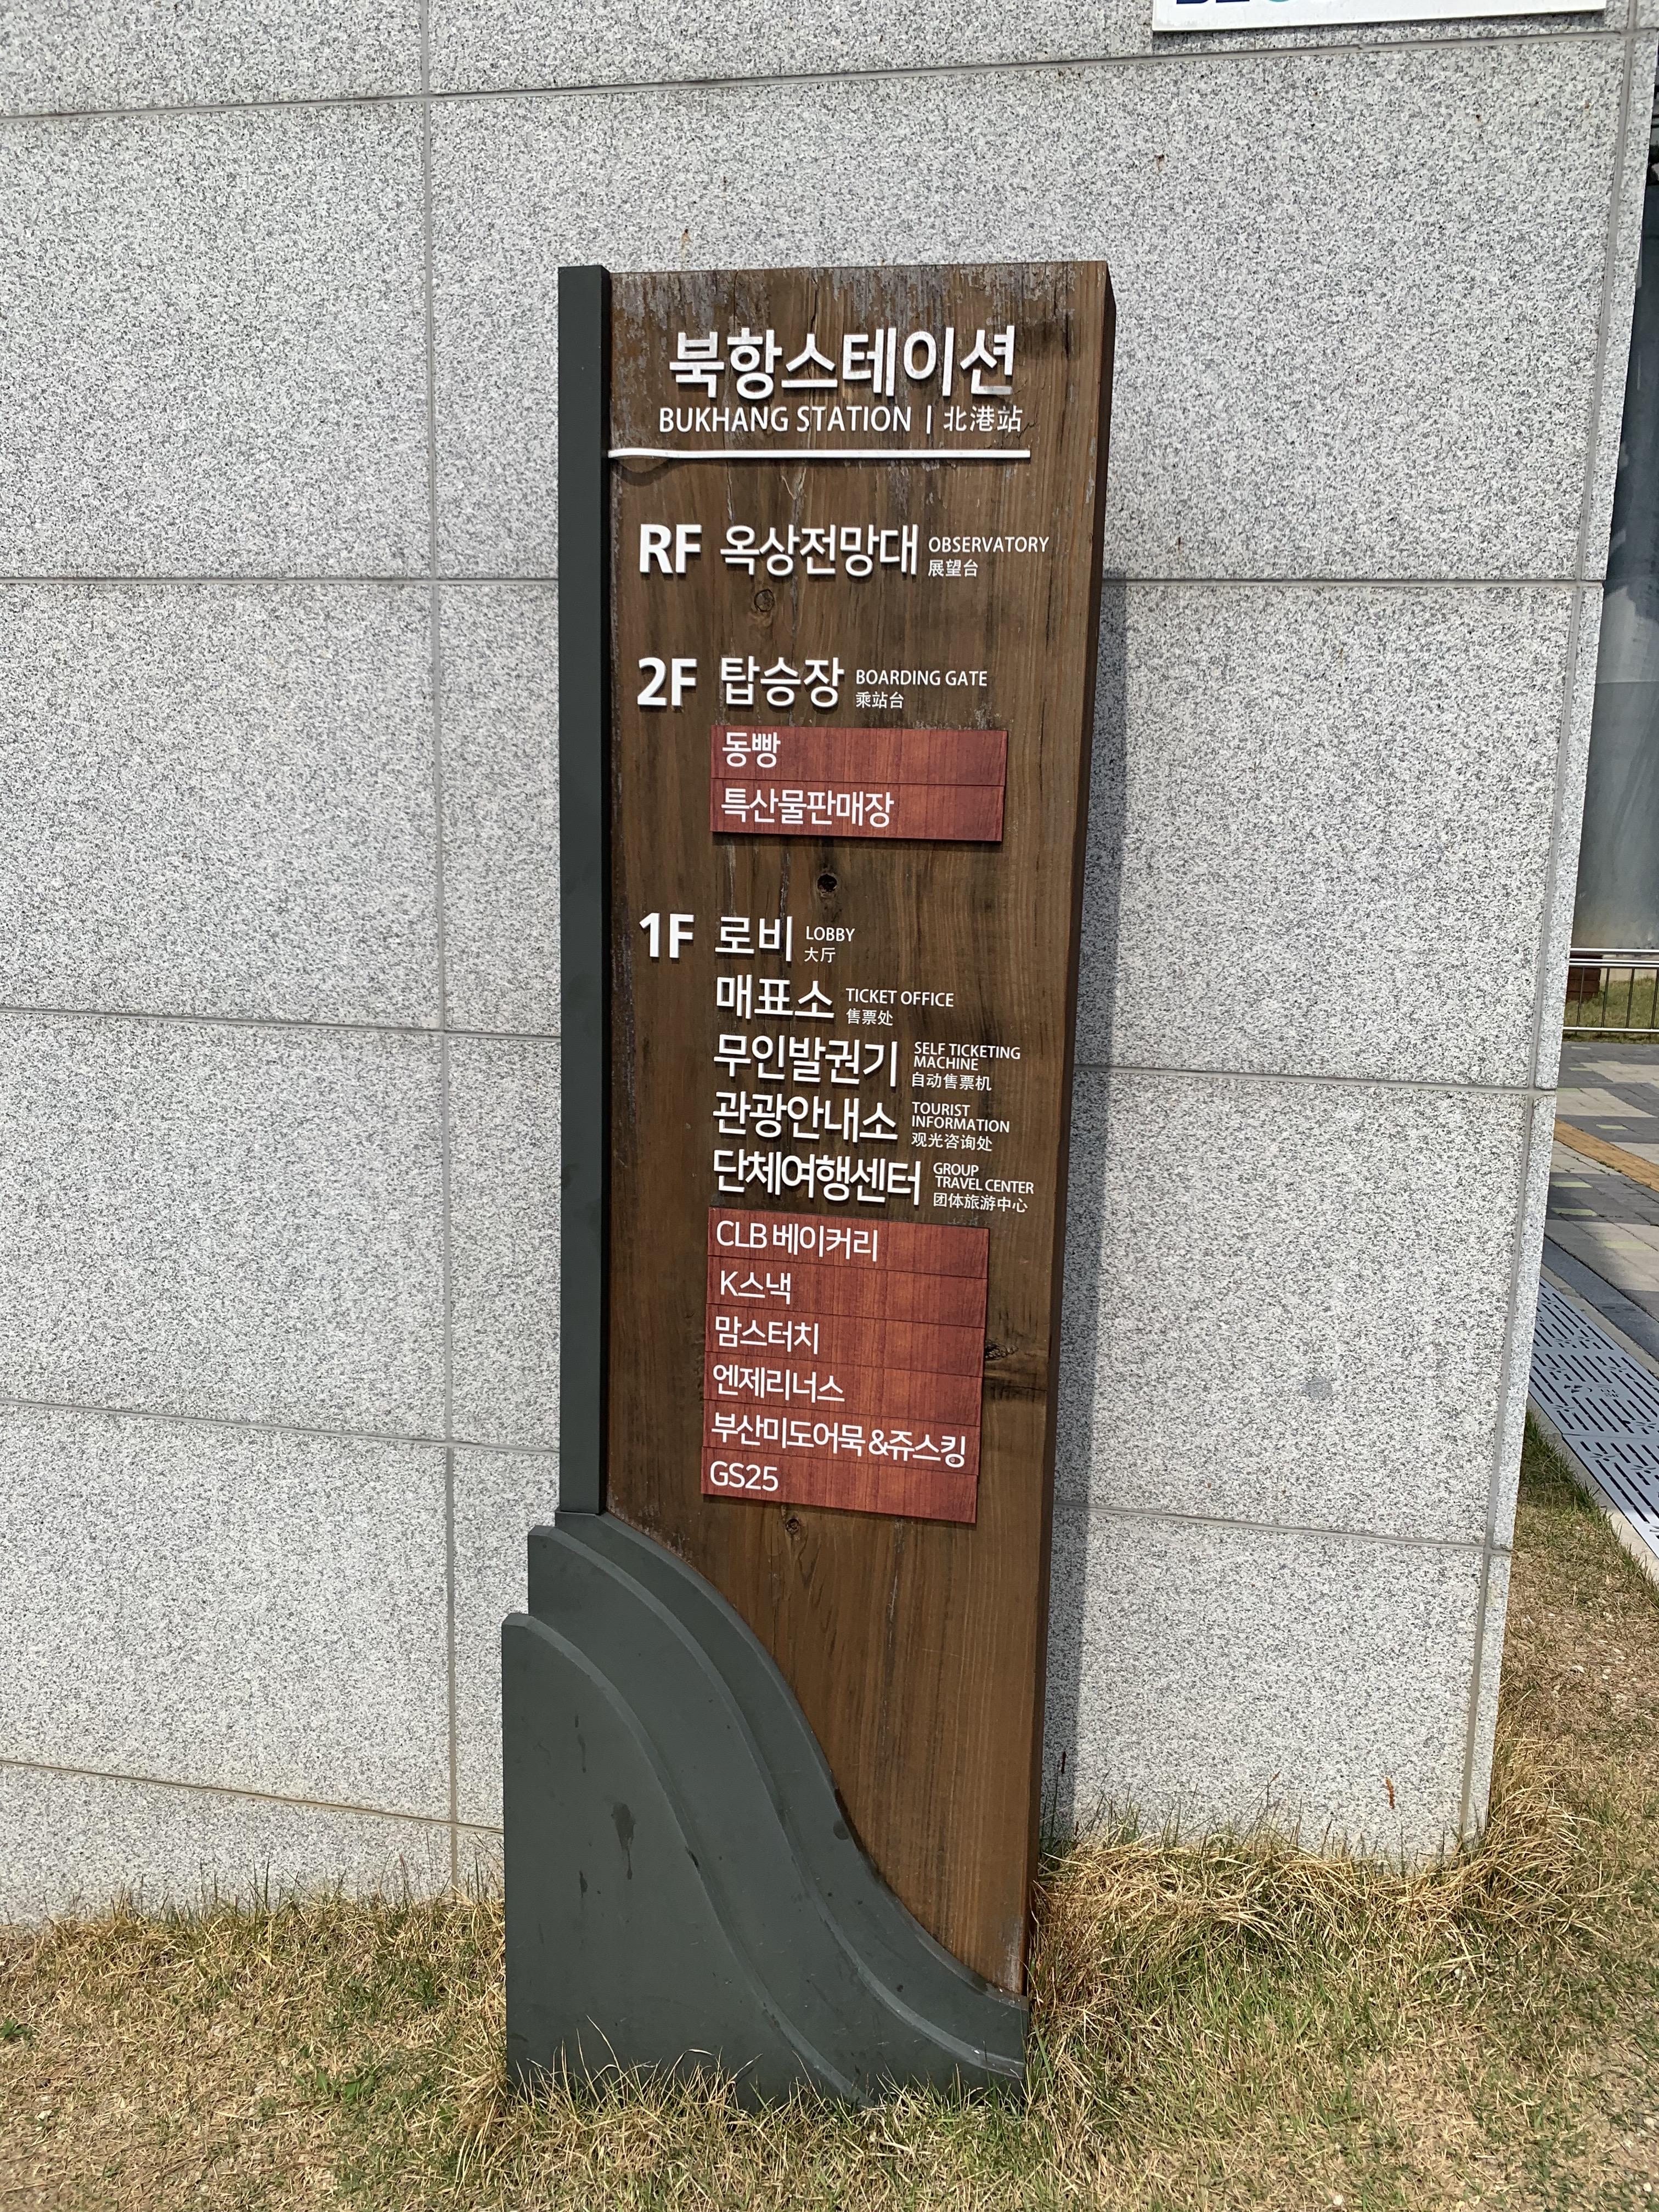 북항스테이션
BUKHANG STATION | 北港站
RF 옥상전망대 OBSERVATORY
展望台
2F 탑승장 BOARDING GATE
乘站台
동빵
특산물판매장
1F 로비 LOBBY
大厅
매표소 TICKET OFFICE
售票处
무인발권기 SELF TICKETING
MACHINE
自动售票机
관광안내소 TOURIST
INFORMATION
观光咨询处
단체여행센터 GROUP
TRAVEL CENTER
团体旅游中心
CLB 베이커리
K스낵
맘스터치
엔제리너스
부산미도어묵&쥬스킹
GS25